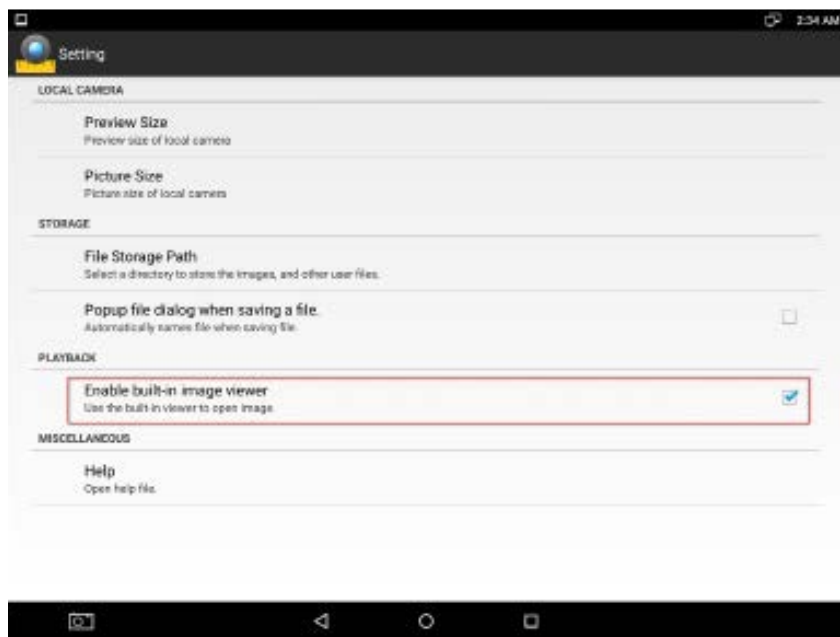 2:34 AM
Setting
LOCAL CAMERA
Preview Size
Preview size of local camera
Picture Size
Picture size of local camera
STORAGE
File Storage Path
Select a directory to store the images, and other user files.
Popup file dialog when saving a file.
Automatically names file when saving file.
PLAYBACK
Enable built-in image viewer
Use the built-in viewer to open image.
MISCELLANEOUS
Help
Open help file.